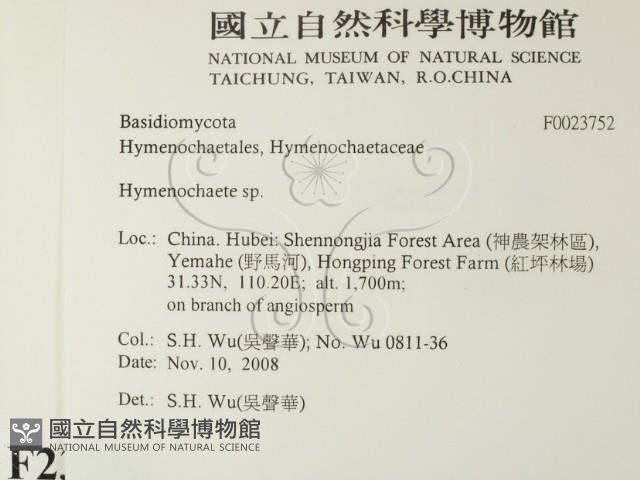 國立自然科學博物館
NATIONAL MUSEUM OF NATURAL SCIENCE
TAICHUNG, TAIWAN, R.O.CHINA
Basidiomycota F0023752
Hymenochaetales, Hymenochaetaceae
Hymenochaete sp.
Loc.: China. Hubei: Shennongjia Forest Area (神農架林區),
Yemahe (野馬河), Hongping Forest Farm (紅坪林場)
31.33N, 110.20E; alt. 1,700m;
on branch of angiosperm
Col.: S.H. Wu(吳聲華); No. Wu 0811-36
Date: Nov. 10, 2008
Det.: S.H. Wu(吳聲華)
國立自然科學博物館
NATIONAL MUSEUM OF NATURAL SCIENCE